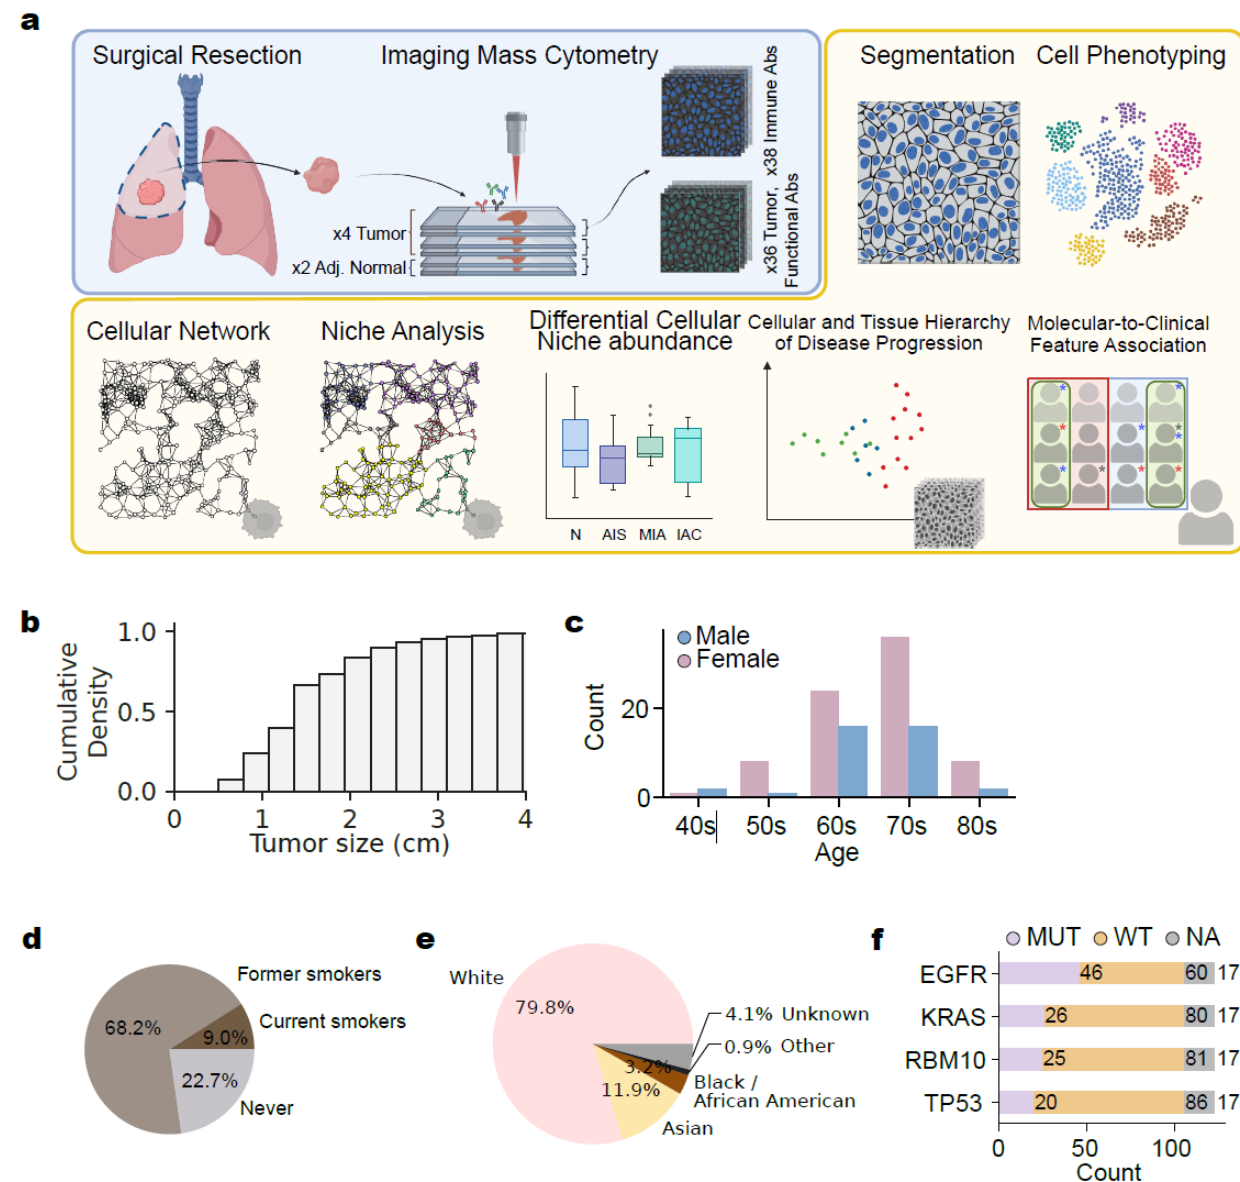 a
Surgical Resection
Imaging Mass Cytometry
x4 Tumor
x2 Adj. Normal
x38 Immune Abs
x36 Tumor,
Functional Abs
Segmentation
Cell Phenotyping
Cellular Network
Niche Analysis
Differential Cellular
Niche abundance
N AIS MIA IAC
Cellular and Tissue Hierarchy
of Disease Progression
Molecular-to-Clinical
Feature Association
* *
* * * *
* * * *
b
Cumulative
Density
1.0
0.5
0.0
0 1 2 3 4
Tumor size (cm)
c
Male
Female
Count
20
0
40s 50s 60s 70s 80s
Age
d
Former smokers
68.2%
Current smokers
9.0%
22.7%
Never
e
White
79.8%
4.1% Unknown
0.9% Other
3.2%
Black /
African American
11.9%
Asian
f
MUT WT NA
EGFR 46 60 17
KRAS 26 80 17
RBM10 25 81 17
TP53 20 86 17
0 50 100
Count